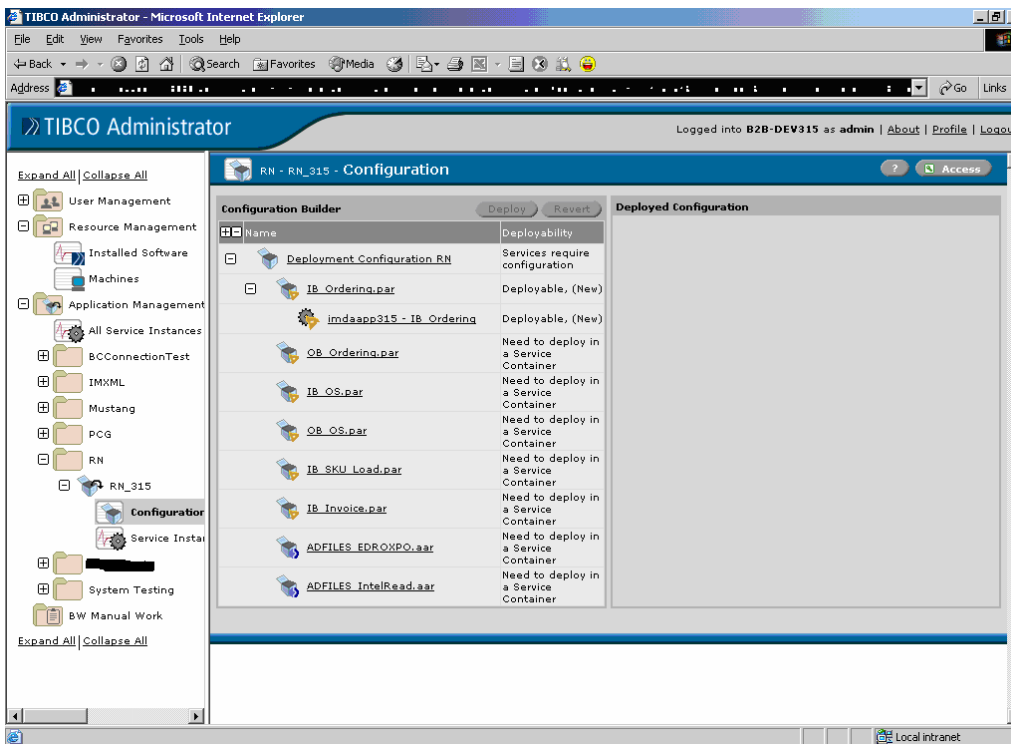 TIBCO Administrator - Microsoft Internet Explorer
File Edit View Favorites Tools Help
Back Search Favorites Media
Address Go Links
TIBCO Administrator
Logged into B2B-DEV315 as admin | About | Profile | Logou
Expand All | Collapse All
User Management
Resource Management
Installed Software
Machines
Application Management
All Service Instances
BCConnectionTest
IMXML
Mustang
PCG
RN
RN_315
Configuration
Service Instar
System Testing
BW Manual Work
Expand All | Collapse All
RN - RN_315 - Configuration
? Access
Configuration Builder Deploy Revert
Name Deployability
Deployment Configuration RN Services require
configuration
IB_Ordering.par Deployable, (New)
imdaapp315 - IB_Ordering Deployable, (New)
OB_Ordering.par Need to deploy in
a Service
Container
IB_OS.par Need to deploy in
a Service
Container
OB_OS.par Need to deploy in
a Service
Container
IB_SKU_Load.par Need to deploy in
a Service
Container
IB_Invoice.par Need to deploy in
a Service
Container
ADFILES_EDROXPO.aar Need to deploy in
a Service
Container
ADFILES_IntelRead.aar Need to deploy in
a Service
Container
Deployed Configuration
Local intranet